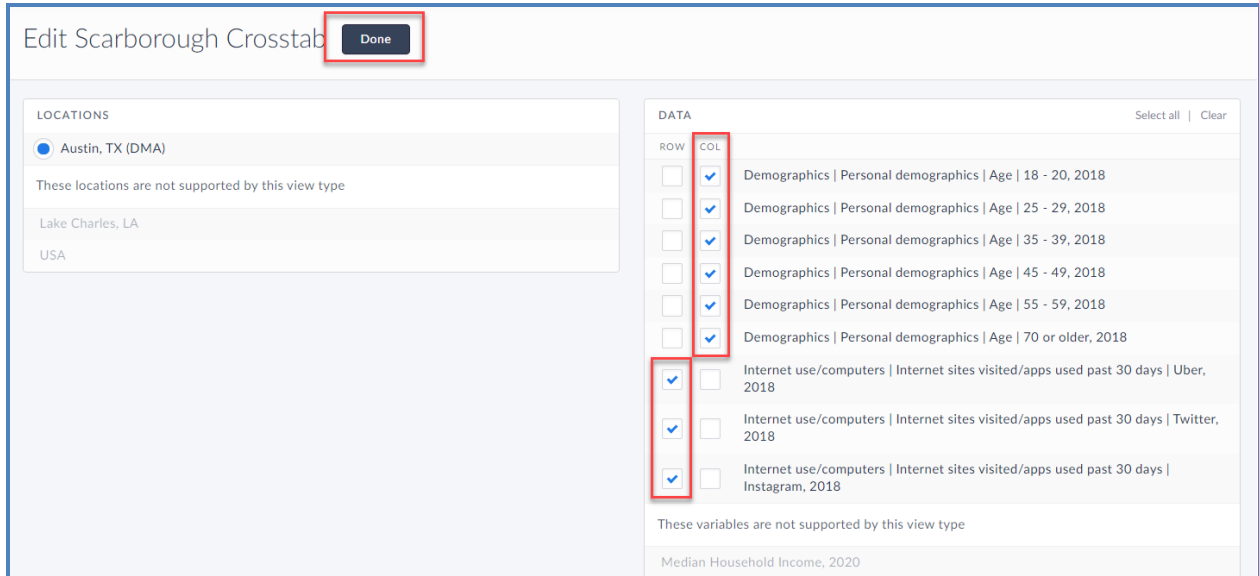 Edit Scarborough Crosstab
Done
LOCATIONS
Austin, TX (DMA)
These locations are not supported by this view type
Lake Charles, LA
USA
DATA
Select all | Clear
ROW COL
Demographics | Personal demographics | Age | 18 - 20, 2018
Demographics | Personal demographics | Age | 25 - 29, 2018
Demographics | Personal demographics | Age | 35 - 39, 2018
Demographics | Personal demographics | Age | 45 - 49, 2018
Demographics | Personal demographics | Age | 55 - 59, 2018
Demographics | Personal demographics | Age | 70 or older, 2018
Internet use/computers | Internet sites visited/apps used past 30 days | Uber,
2018
Internet use/computers | Internet sites visited/apps used past 30 days | Twitter,
2018
Internet use/computers | Internet sites visited/apps used past 30 days |
Instagram, 2018
These variables are not supported by this view type
Median Household Income, 2020